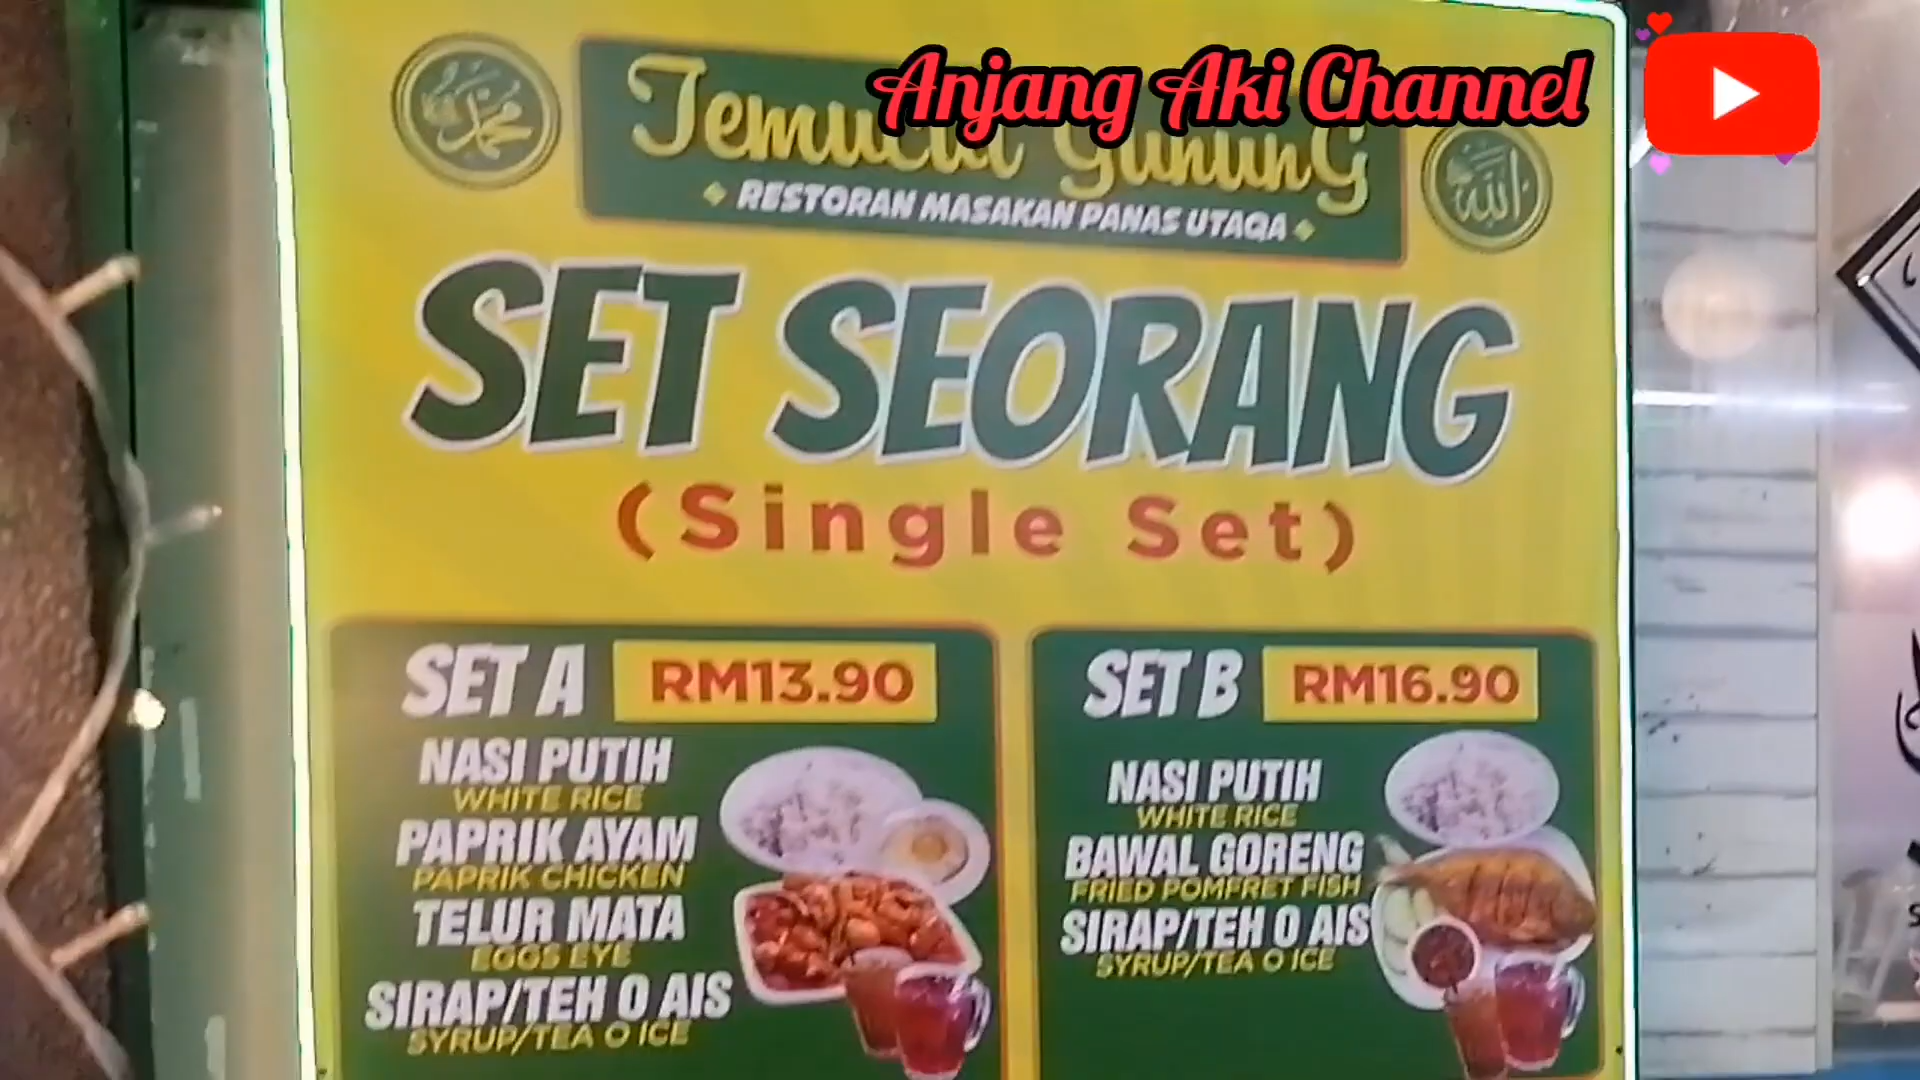 Anjang Aki Channel
محمد
الله
RESTORAN MASAKAN PANAS UTAQA
SET SEORANG
(Single Set)
SET A RM13.90
NASI PUTIH
WHITE RICE
PAPRIK AYAM
PAPRIK CHICKEN
TELUR MATA
EGGS EYE
SIRAP/TEH O AIS
SYRUP/TEA O ICE
SET B RM16.90
NASI PUTIH
WHITE RICE
BAWAL GORENG
FRIED POMFRET FISH
SIRAP/TEH O AIS
SYRUP/TEA O ICE